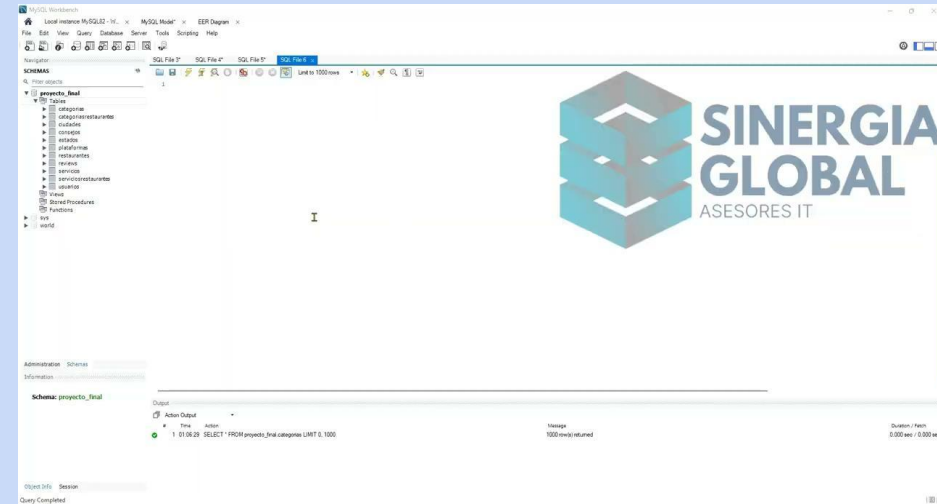 MySQL Workbench
Local instance MySQL82 - W...
MySQL Model*
EER Diagram
File Edit View Query Database Server Tools Scripting Help
Navigator
SQL File 3* SQL File 4* SQL File 5* SQL File 6
SCHEMAS
Limit to 1000 rows
Filter objects
1
proyecto_final
Tables
categorias
categoriasrestaurantes
ciudades
consejos
estados
plataformas
restaurantes
reviews
servicios
serviciosrestaurantes
usuarios
Views
Stored Procedures
Functions
sys
world
SINERGIA
GLOBAL
ASESORES IT
Administration Schemas
Information
Schema: proyecto_final
Output
Action Output
# Time Action Message Duration / Fetch
1 01:06:29 SELECT * FROM proyecto_final.categorias LIMIT 0, 1000 1000 row(s) returned 0.000 sec / 0.000 se
Object Info Session
Query Completed